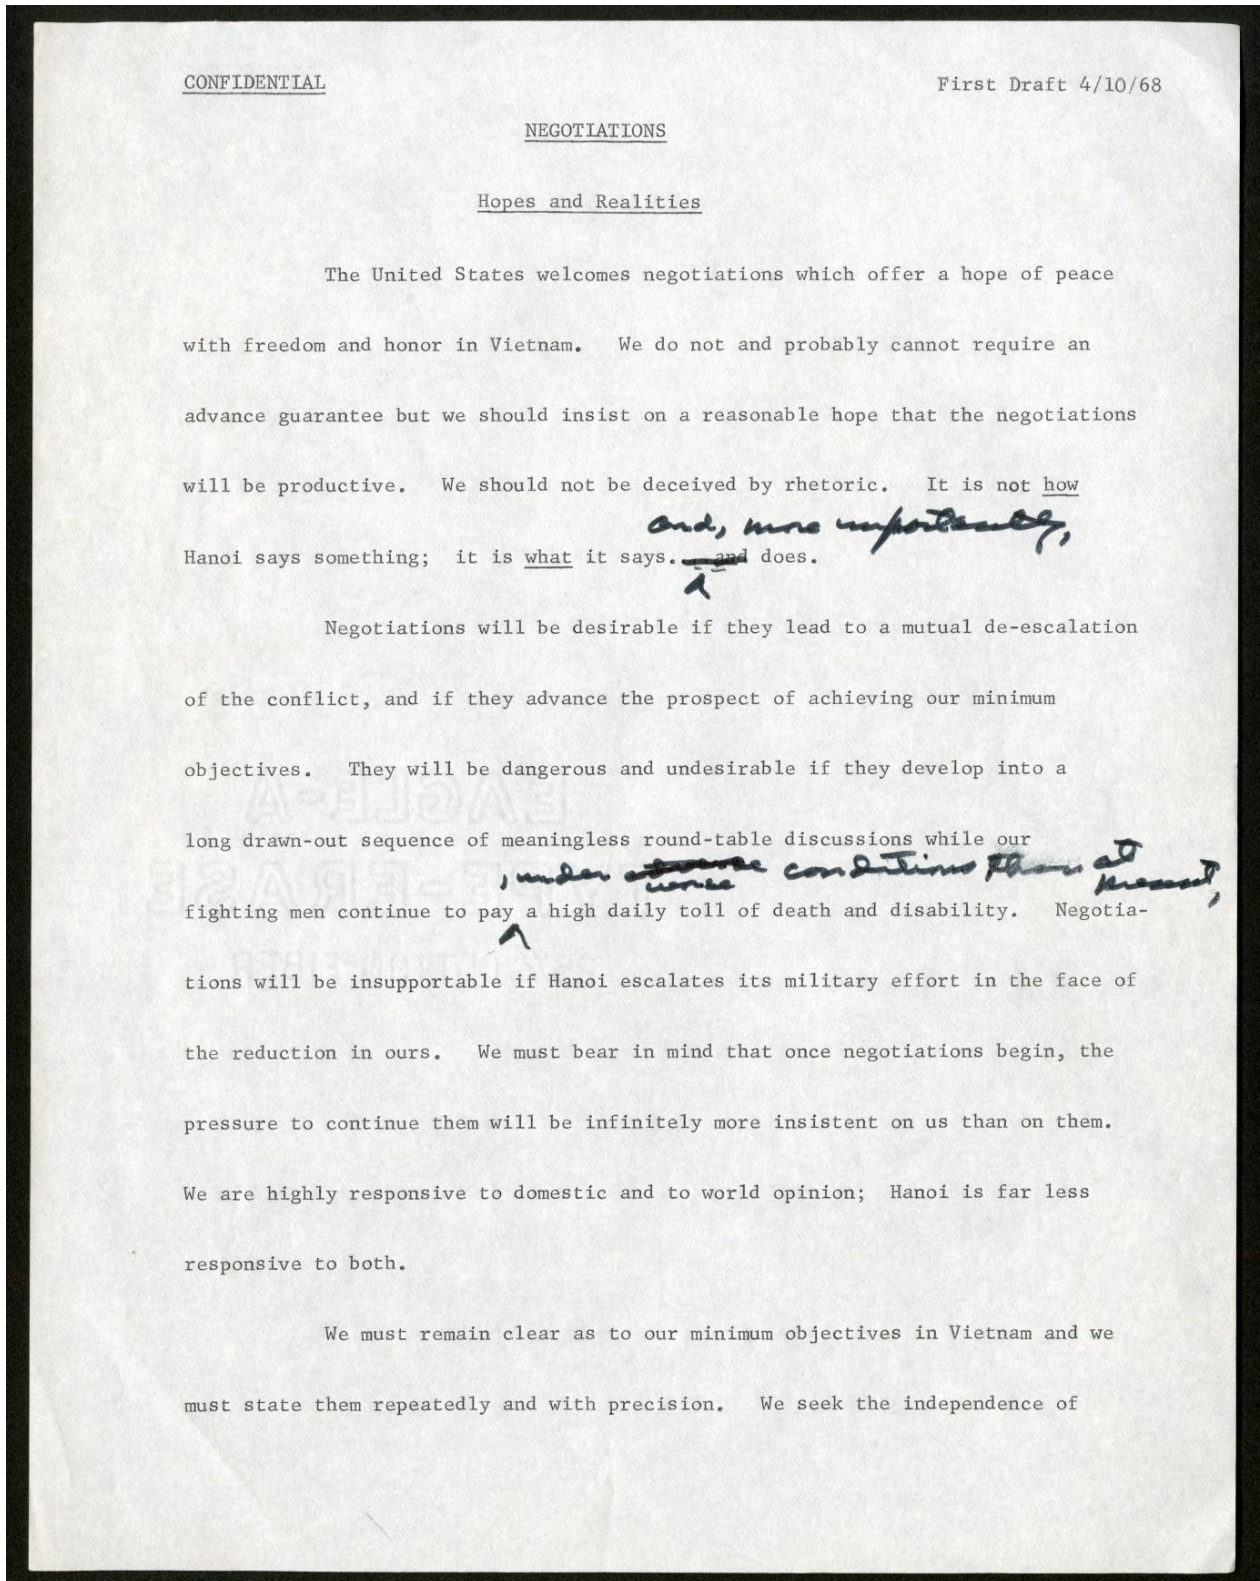 CONFIDENTIAL First Draft 4/10/68
NEGOTIATIONS
Hopes and Realities
The United States welcomes negotiations which offer a hope of peace
with freedom and honor in Vietnam. We do not and probably cannot require an
advance guarantee but we should insist on a reasonable hope that the negotiations
will be productive. We should not be deceived by rhetoric. It is not how
and, more importantly,
Hanoi says something; it is what it says. and does.
Negotiations will be desirable if they lead to a mutual de-escalation
of the conflict, and if they advance the prospect of achieving our minimum
objectives. They will be dangerous and undesirable if they develop into a
long drawn-out sequence of meaningless round-table discussions while our
, under adverse worse conditions than at present,
fighting men continue to pay a high daily toll of death and disability. Negotia-
tions will be insupportable if Hanoi escalates its military effort in the face of
the reduction in ours. We must bear in mind that once negotiations begin, the
pressure to continue them will be infinitely more insistent on us than on them.
We are highly responsive to domestic and to world opinion; Hanoi is far less
responsive to both.
We must remain clear as to our minimum objectives in Vietnam and we
must state them repeatedly and with precision. We seek the independence of